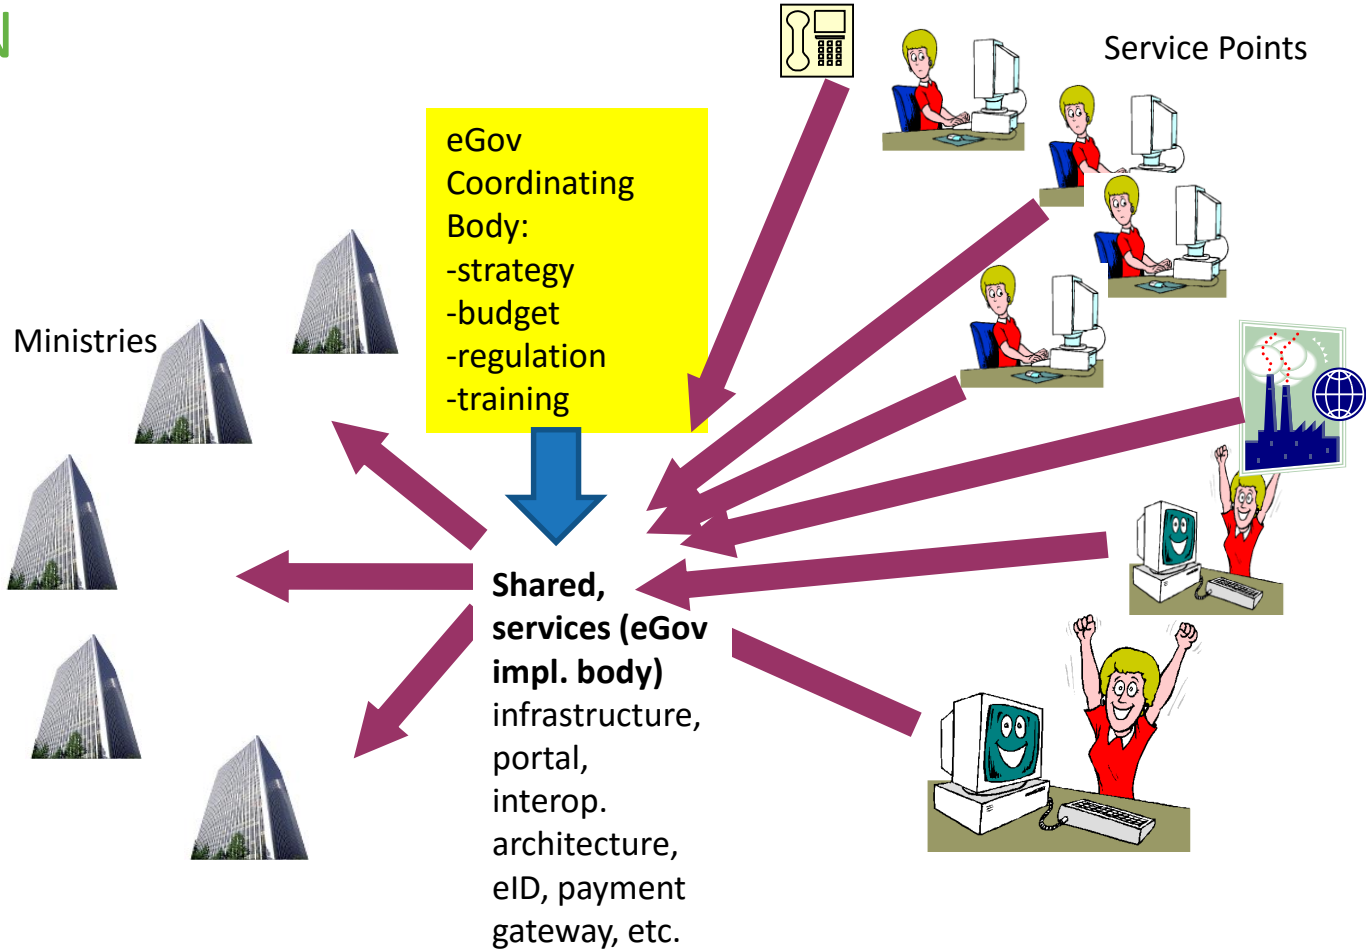 N
Service Points
eGov
Coordinating
Body:
-strategy
-budget
-regulation
-training
Ministries
Shared,
services (eGov
impl. body)
infrastructure,
portal,
interop.
architecture,
eID, payment
gateway, etc.